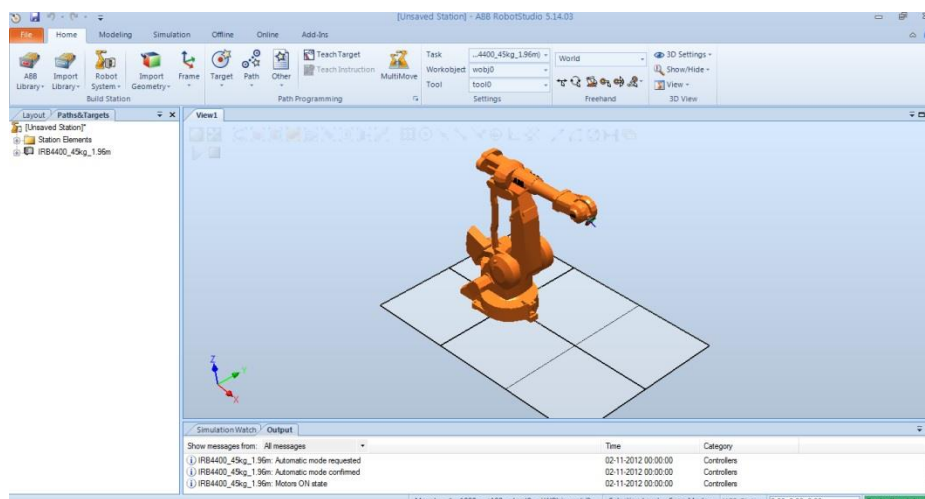 [Unsaved Station] - ABB RobotStudio 5.14.03
File Home Modeling Simulation Offline Online Add-Ins
ABB Library Import Library Robot System Import Geometry Frame Target Path Other Teach Target Teach Instruction MultiMove
Build Station Path Programming
Task ...4400_45kg_1.96m)
Workobject wobj0
Tool tool0
Settings
World
Freehand
3D Settings
Show/Hide
View
3D View
Layout Paths&Targets
[Unsaved Station]*
Station Elements
IRB4400_45kg_1.96m
View1
Z
Y
X
Simulation Watch Output
Show messages from: All messages Time Category
IRB4400_45kg_1.96m: Automatic mode requested 02-11-2012 00:00:00 Controllers
IRB4400_45kg_1.96m: Automatic mode confirmed 02-11-2012 00:00:00 Controllers
IRB4400_45kg_1.96m: Motors ON state 02-11-2012 00:00:00 Controllers